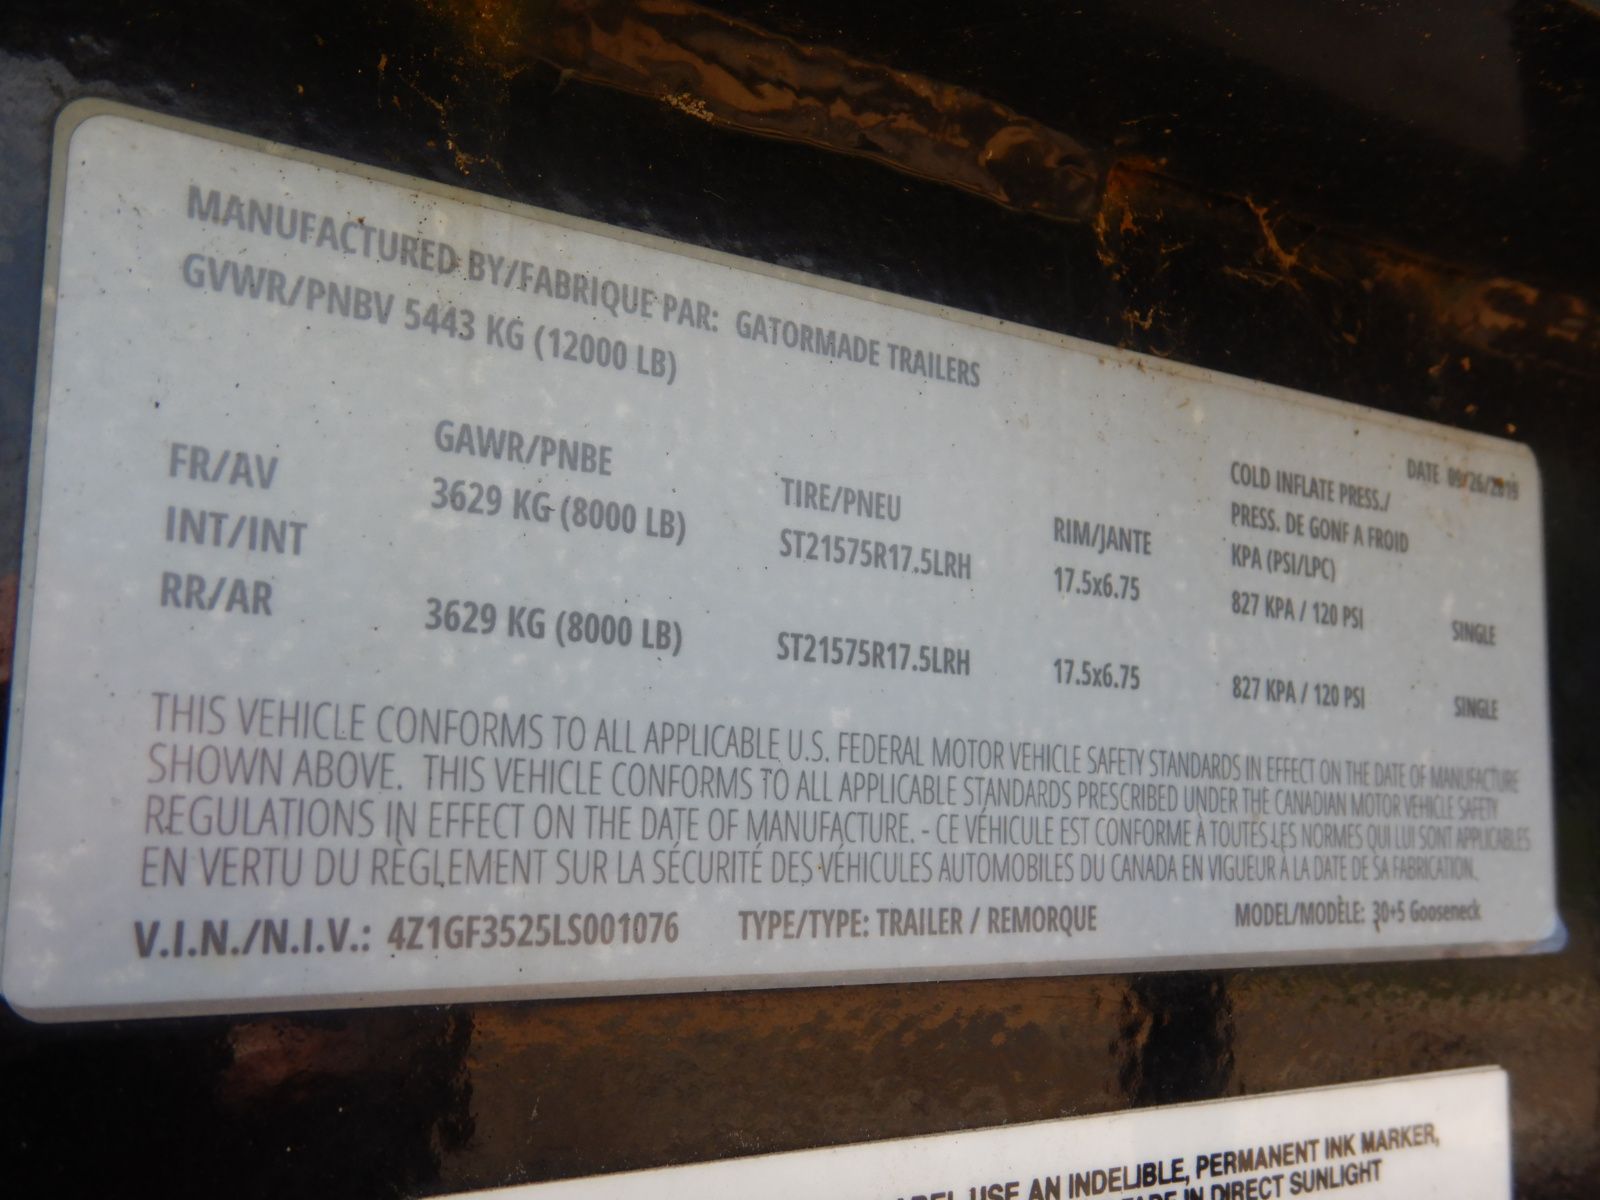 MANUFACTURED BY/FABRIQUE PAR: GATORMADE TRAILERS
GVWR/PNBV 5443 KG (12000 LB)
DATE 09/26/2019
GAWR/PNBE TIRE/PNEU RIM/JANTE COLD INFLATE PRESS./
PRESS. DE GONF A FROID
KPA (PSI/LPC)
FR/AV 3629 KG (8000 LB) ST21575R17.5LRH 17.5x6.75 827 KPA / 120 PSI SINGLE
INT/INT
RR/AR 3629 KG (8000 LB) ST21575R17.5LRH 17.5x6.75 827 KPA / 120 PSI SINGLE
THIS VEHICLE CONFORMS TO ALL APPLICABLE U.S. FEDERAL MOTOR VEHICLE SAFETY STANDARDS IN EFFECT ON THE DATE OF MANUFACTURE
SHOWN ABOVE. THIS VEHICLE CONFORMS TO ALL APPLICABLE STANDARDS PRESCRIBED UNDER THE CANADIAN MOTOR VEHICLE SAFETY
REGULATIONS IN EFFECT ON THE DATE OF MANUFACTURE. - CE VÉHICULE EST CONFORME À TOUTES LES NORMES QUI LUI SONT APPLICABLES
EN VERTU DU RÈGLEMENT SUR LA SÉCURITÉ DES VÉHICULES AUTOMOBILES DU CANADA EN VIGUEUR À LA DATE DE SA FABRICATION.
V.I.N./N.I.V.: 4Z1GF3525LS001076 TYPE/TYPE: TRAILER / REMORQUE MODEL/MODÈLE: 30+5 Gooseneck
USE AN INDELIBLE, PERMANENT INK MARKER,
IN DIRECT SUNLIGHT